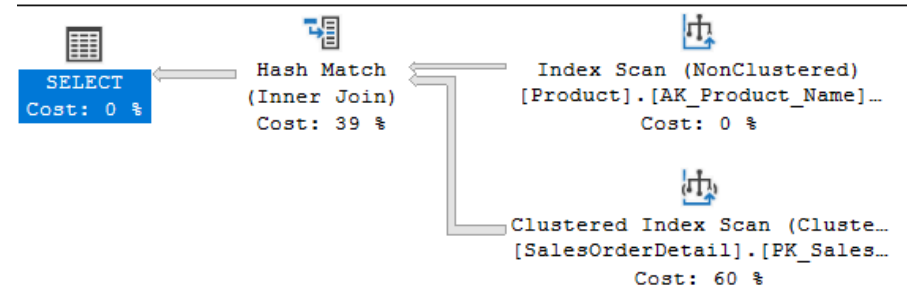 SELECT
Cost: 0 %
Hash Match
(Inner Join)
Cost: 39 %
Index Scan (NonClustered)
[Product].[AK_Product_Name]…
Cost: 0 %
Clustered Index Scan (Cluste…
[SalesOrderDetail].[PK_Sales…
Cost: 60 %